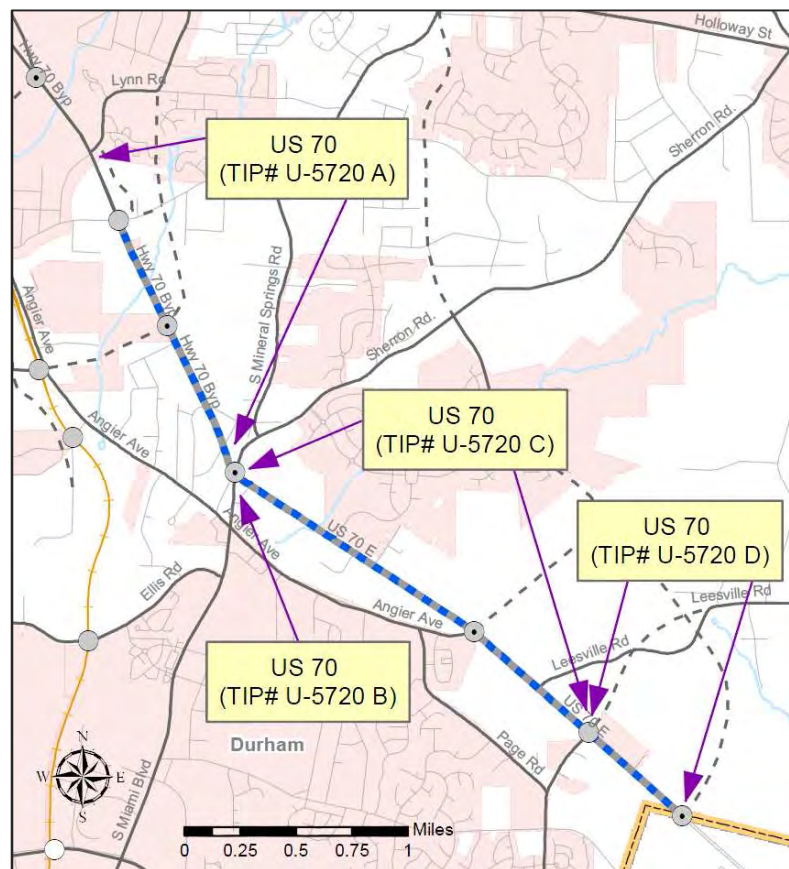 Holloway St
Hwy 70 Byp
Lynn Rd
US 70
(TIP# U-5720 A)
Sherron Rd.
Hwy 70 Byp
S Mineral Springs Rd
Angier Ave
Hwy 70 Byp
Sherron Rd.
Angier Ave
US 70
(TIP# U-5720 C)
Angier Ave
US 70 E
US 70
(TIP# U-5720 D)
Ellis Rd
Angier Ave
Leesville Rd
Leesville Rd
US 70
(TIP# U-5720 B)
US 70 E
Durham
Page Rd
N
W
E
S
S Miami Blvd
Miles
0 0.25 0.5 0.75 1